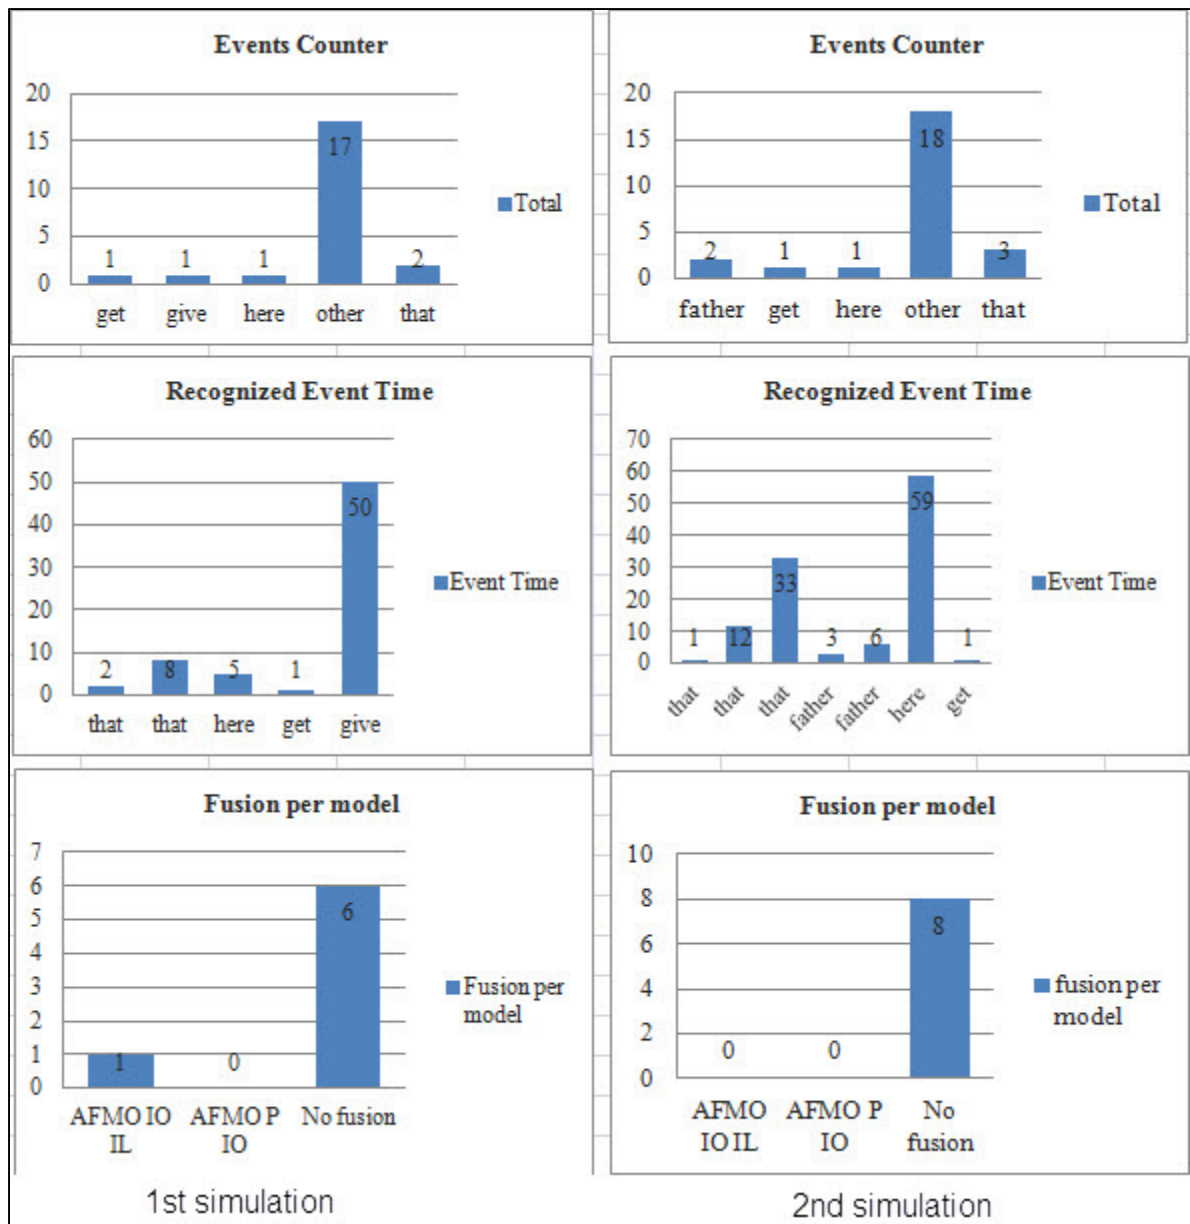 Events Counter
20
15
10
5
0
1
1
1
17
2
get give here other that
Total
Events Counter
20
15
10
5
0
2
1
1
18
3
father get here other that
Total
Recognized Event Time
60
50
40
30
20
10
0
2
8
5
1
50
that that here get give
Event Time
Recognized Event Time
70
60
50
40
30
20
10
0
1
12
33
3
6
59
1
that that that father father here get
Event Time
Fusion per model
7
6
5
4
3
2
1
0
1
0
6
AFMO IO
IL
AFMO P
IO
No fusion
Fusion per
model
Fusion per model
10
8
6
4
2
0
0
0
8
AFMO
IO IL
AFMO P
IO
No
fusion
fusion per
model
1st simulation
2nd simulation